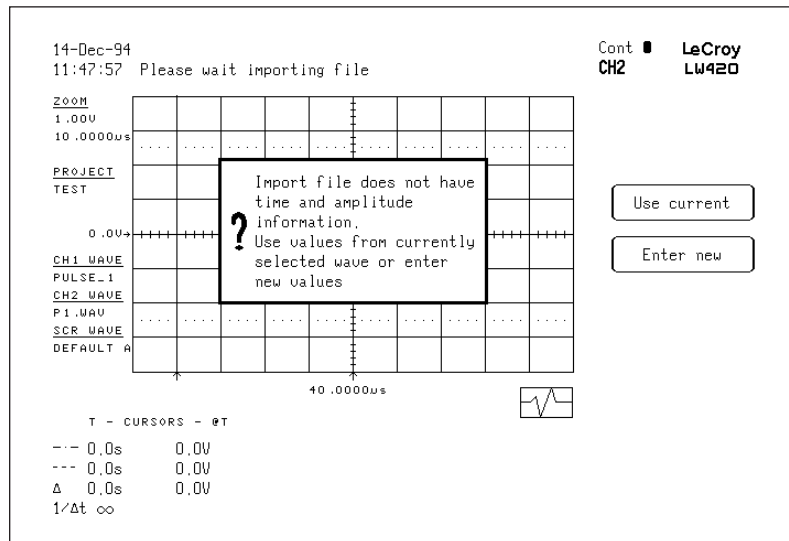 14-Dec-94
11:47:57 Please wait importing file
Cont
CH2
LeCroy
LW420
ZOOM
1.00V
10.0000us
PROJECT
TEST
0.0V
CH1 WAVE
PULSE_1
CH2 WAVE
P1.WAV
SCR WAVE
DEFAULT A
?
Import file does not have
time and amplitude
information.
Use values from currently
selected wave or enter
new values
Use current
Enter new
40.0000us
T - CURSORS - @T
0.0s 0.0V
0.0s 0.0V
Δ 0.0s 0.0V
1/Δt ∞